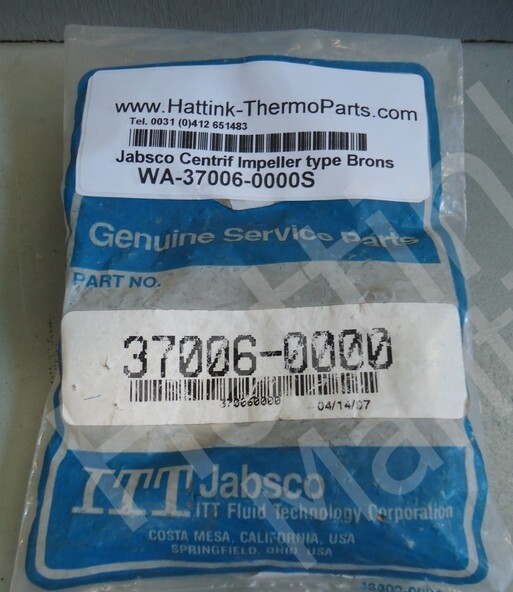 www.Hattink-ThermoParts.com
Tel. 0031 (0)412 651483
Jabsco Centrif Impeller type Brons
WA-37006-0000S
Genuine Service Parts
PART NO.
37006-0000
370060000
04/14/07
ITT Jabsco
ITT Fluid Technology Corporation
COSTA MESA, CALIFORNIA, USA
SPRINGFIELD, OHIO, USA